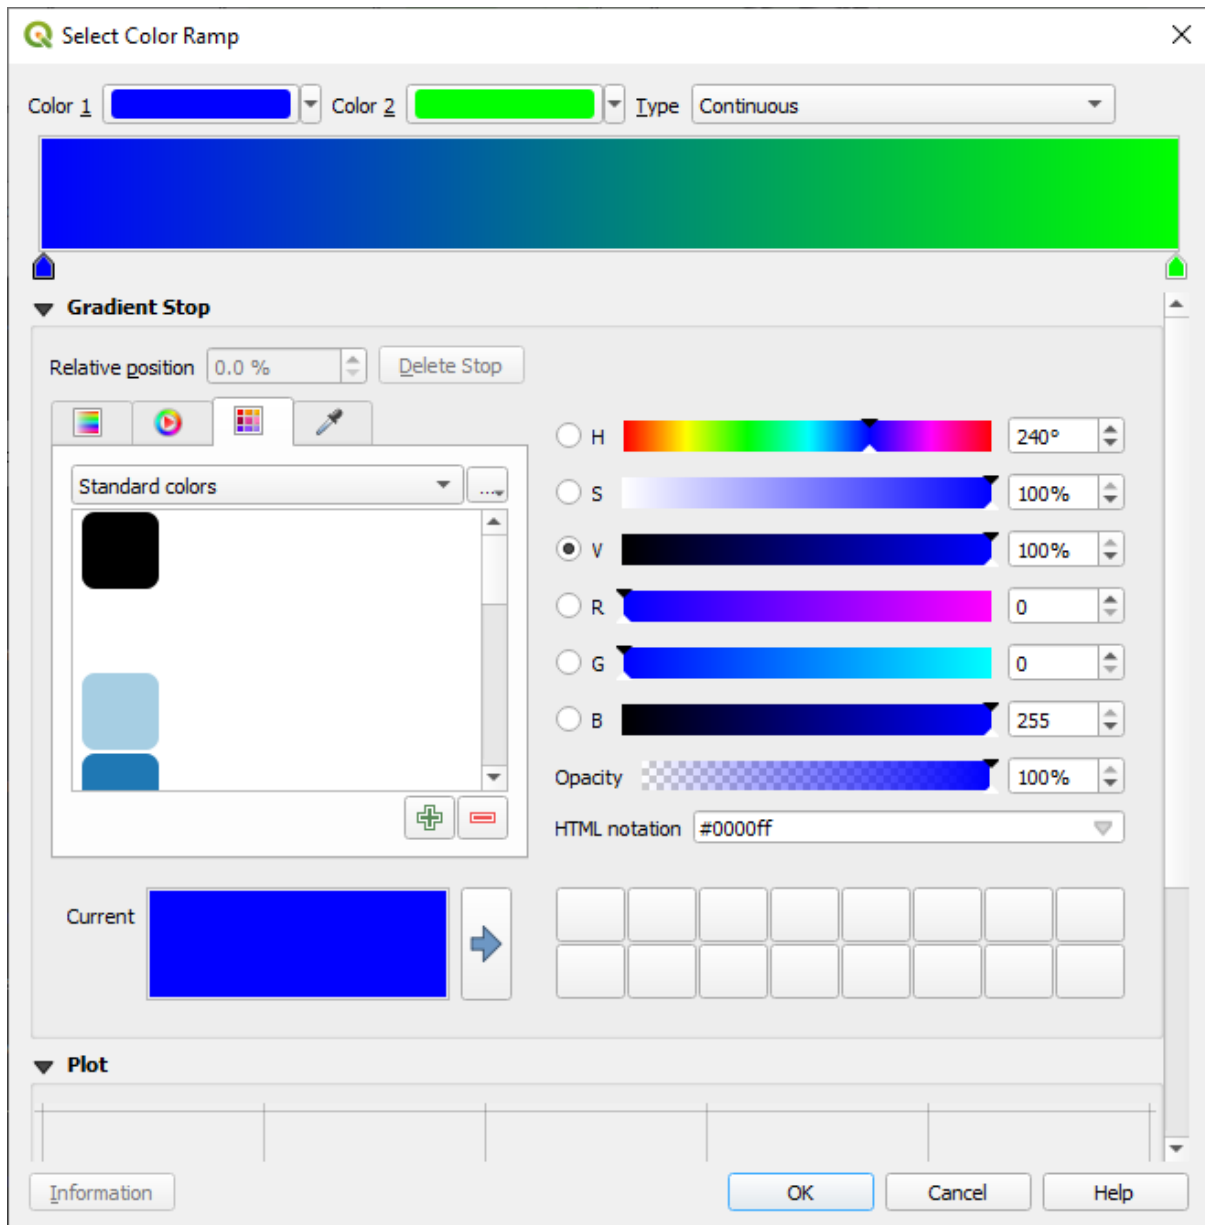 Select Color Ramp
Color 1 Color 2 Type Continuous
Gradient Stop
Relative position 0.0 % Delete Stop
H 240°
Standard colors ...
S 100%
V 100%
R 0
G 0
B 255
Opacity 100%
HTML notation #0000ff
Current
Plot
Information OK Cancel Help